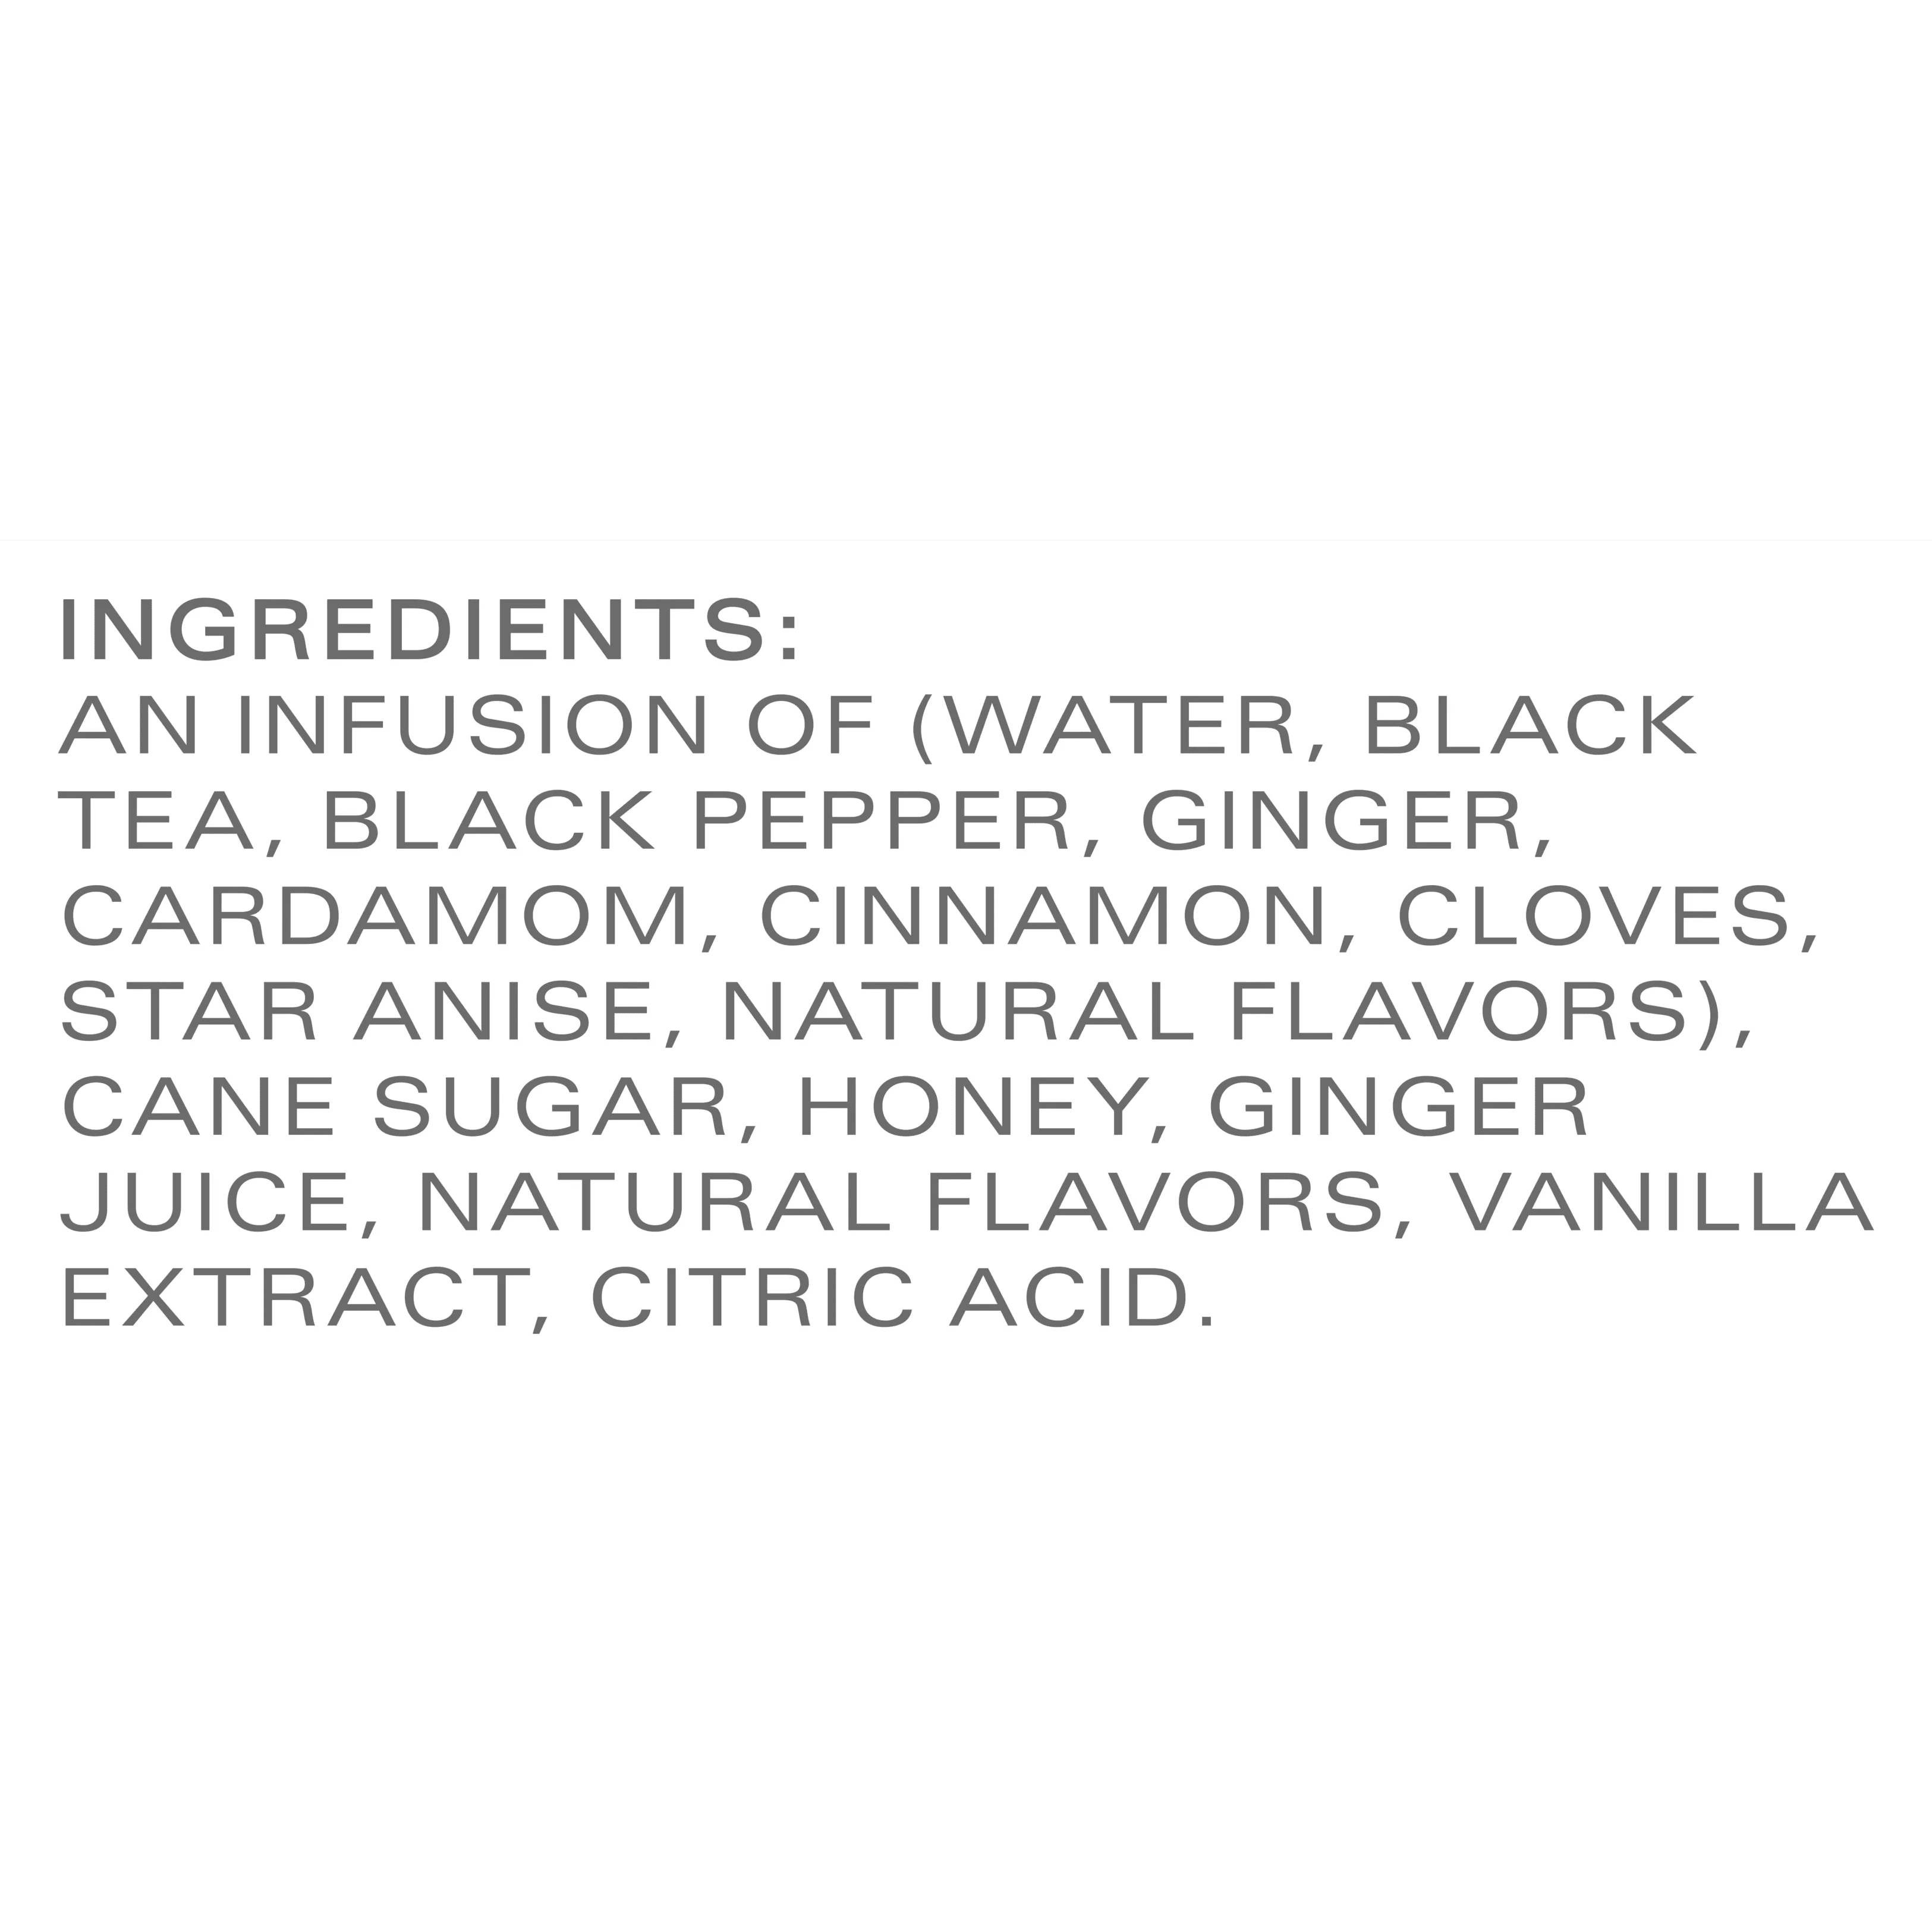 INGREDIENTS:
AN INFUSION OF (WATER, BLACK
TEA, BLACK PEPPER, GINGER,
CARDAMOM, CINNAMON, CLOVES,
STAR ANISE, NATURAL FLAVORS),
CANE SUGAR, HONEY, GINGER
JUICE, NATURAL FLAVORS, VANILLA
EXTRACT, CITRIC ACID.